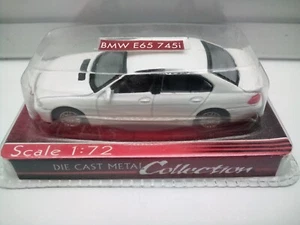 BMW E65 745i
Scale 1:72
DIE CAST METAL Collection